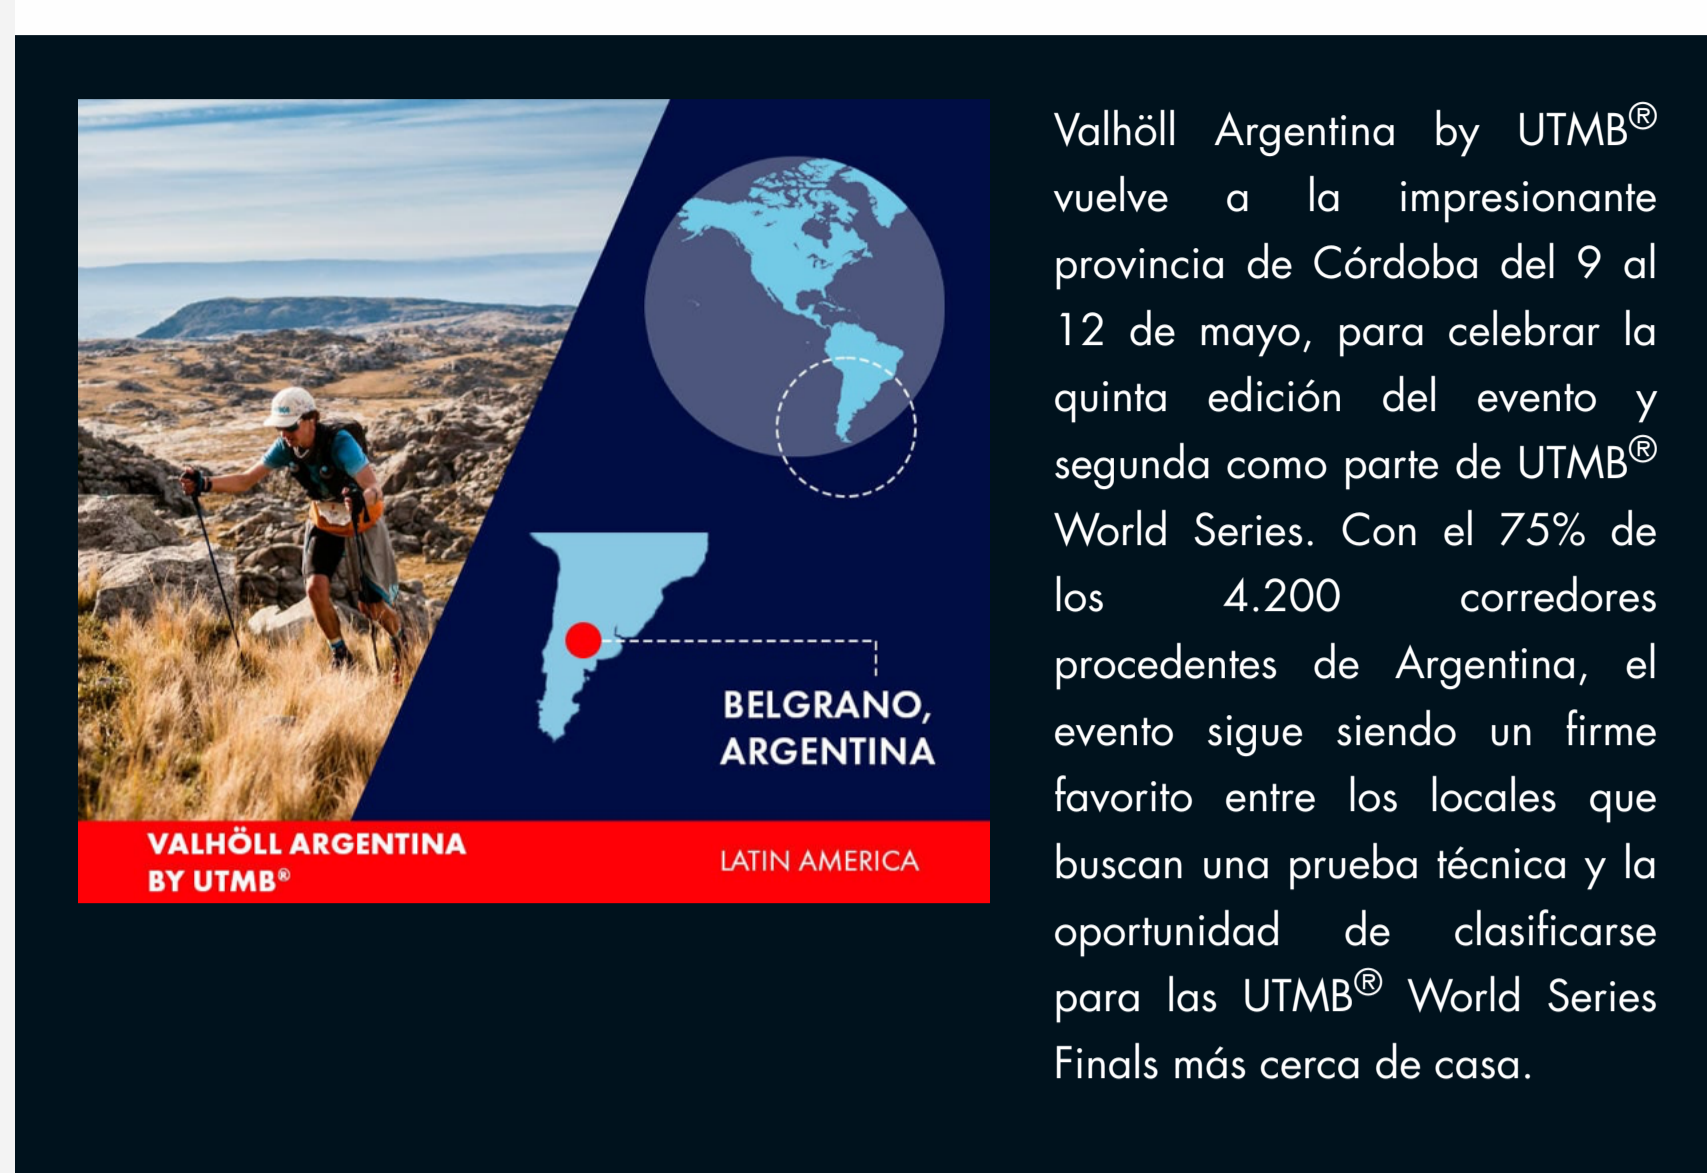 BELGRANO,
ARGENTINA
VALHÖLL ARGENTINA
BY UTMB®
LATIN AMERICA
Valhöll Argentina by UTMB®
vuelve a la impresionante
provincia de Córdoba del 9 al
12 de mayo, para celebrar la
quinta edición del evento y
segunda como parte de UTMB®
World Series. Con el 75% de
los 4.200 corredores
procedentes de Argentina, el
evento sigue siendo un firme
favorito entre los locales que
buscan una prueba técnica y la
oportunidad de clasificarse
para las UTMB® World Series
Finals más cerca de casa.